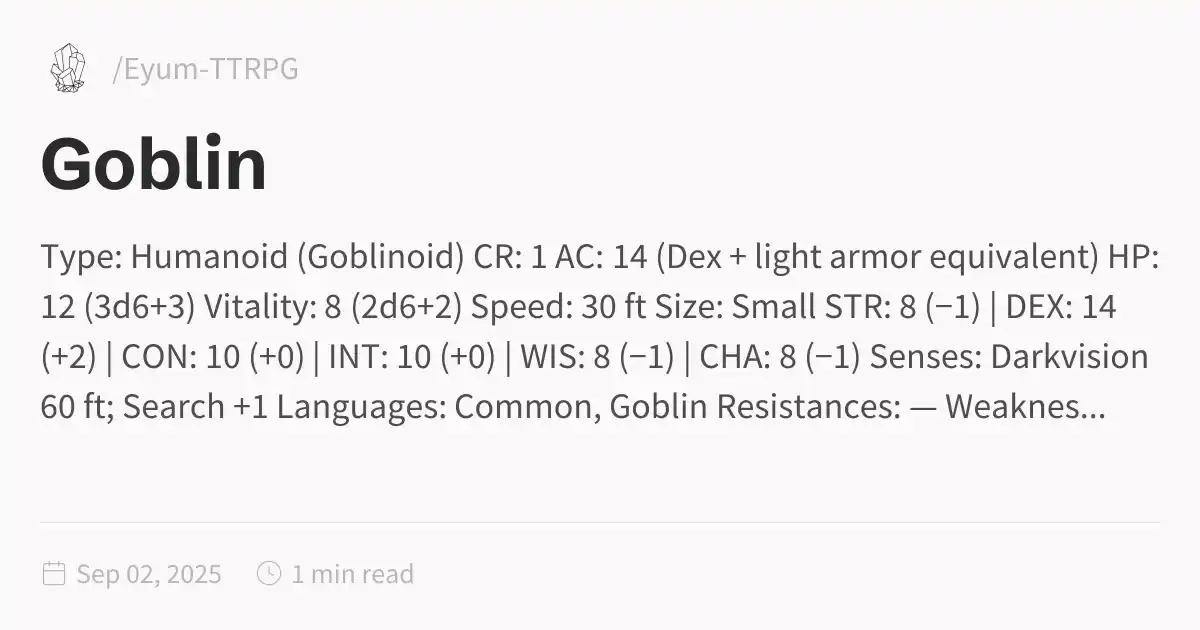 /Eyum-TTRPG
Goblin
Type: Humanoid (Goblinoid) CR: 1 AC: 14 (Dex + light armor equivalent) HP:
12 (3d6+3) Vitality: 8 (2d6+2) Speed: 30 ft Size: Small STR: 8 (−1) | DEX: 14
(+2) | CON: 10 (+0) | INT: 10 (+0) | WIS: 8 (−1) | CHA: 8 (−1) Senses: Darkvision
60 ft; Search +1 Languages: Common, Goblin Resistances: — Weaknes...
Sep 02, 2025
1 min read